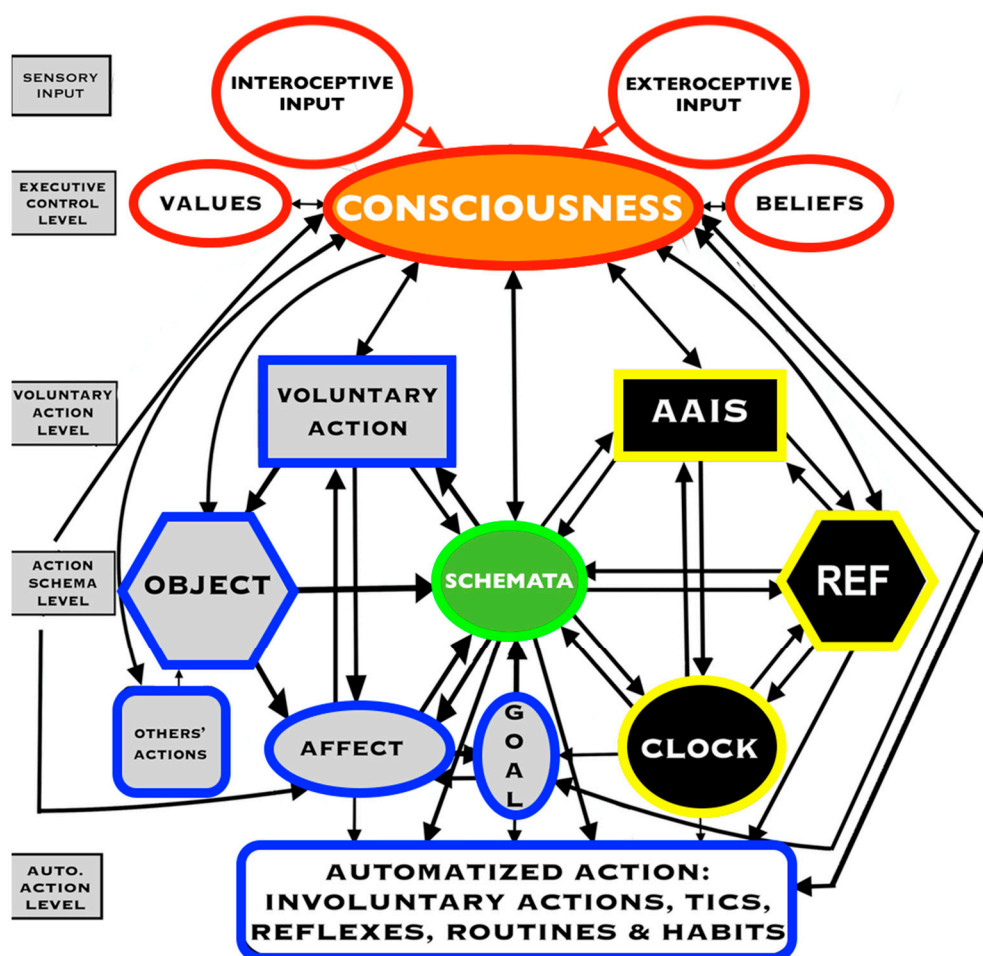 SENSORY
INPUT
INTEROCEPTIVE
INPUT
EXTEROCEPTIVE
INPUT
EXECUTIVE
CONTROL
LEVEL
VALUES
CONSCIOUSNESS
BELIEFS
VOLUNTARY
ACTION
LEVEL
VOLUNTARY
ACTION
AAIS
ACTION
SCHEMA
LEVEL
OBJECT
SCHEMATA
REF
OTHERS'
ACTIONS
AFFECT
GOAL
CLOCK
AUTO.
ACTION
LEVEL
AUTOMATIZED ACTION:
INVOLUNTARY ACTIONS, TICS,
REFLEXES, ROUTINES & HABITS